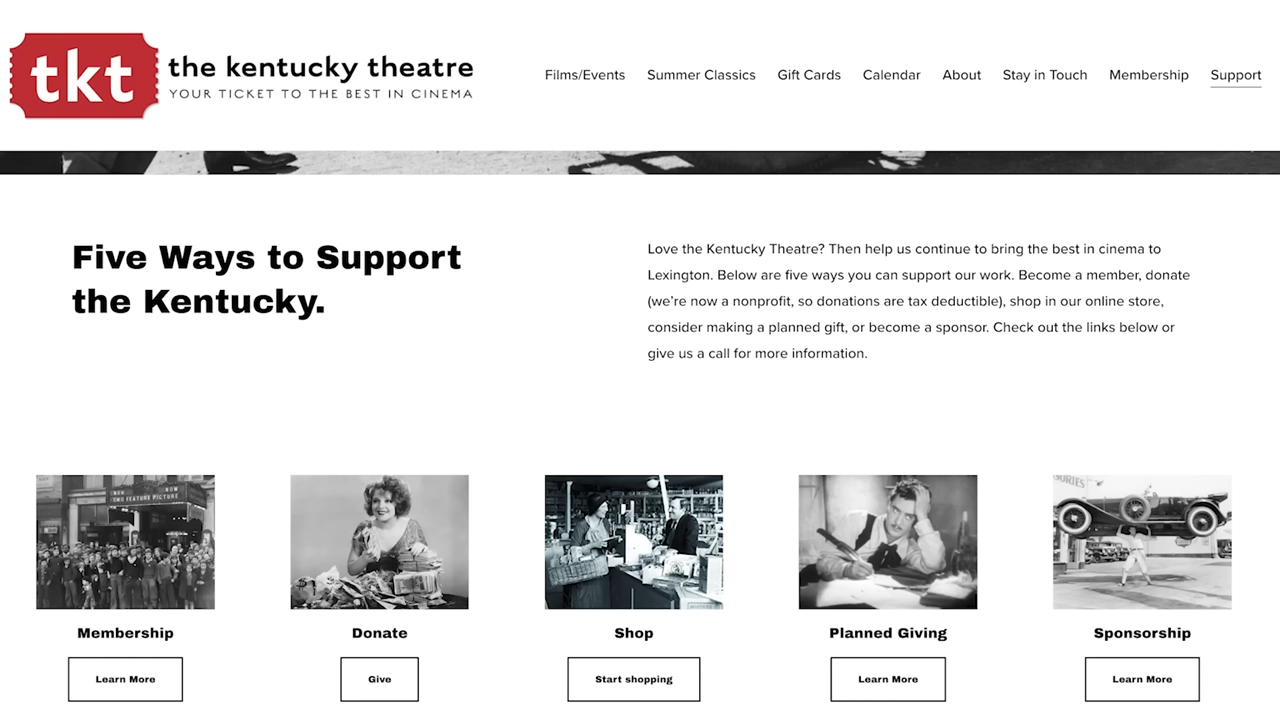 tkt
the kentucky theatre
YOUR TICKET TO THE BEST IN CINEMA
Films/Events Summer Classics Gift Cards Calendar About Stay in Touch Membership Support
Five Ways to Support
the Kentucky.
Love the Kentucky Theatre? Then help us continue to bring the best in cinema to
Lexington. Below are five ways you can support our work. Become a member, donate
(we’re now a nonprofit, so donations are tax deductible), shop in our online store,
consider making a planned gift, or become a sponsor. Check out the links below or
give us a call for more information.
NOW
TWO FEATURE PICTURE
Membership
Learn More
Donate
Give
Shop
Start shopping
Planned Giving
Learn More
Sponsorship
Learn More